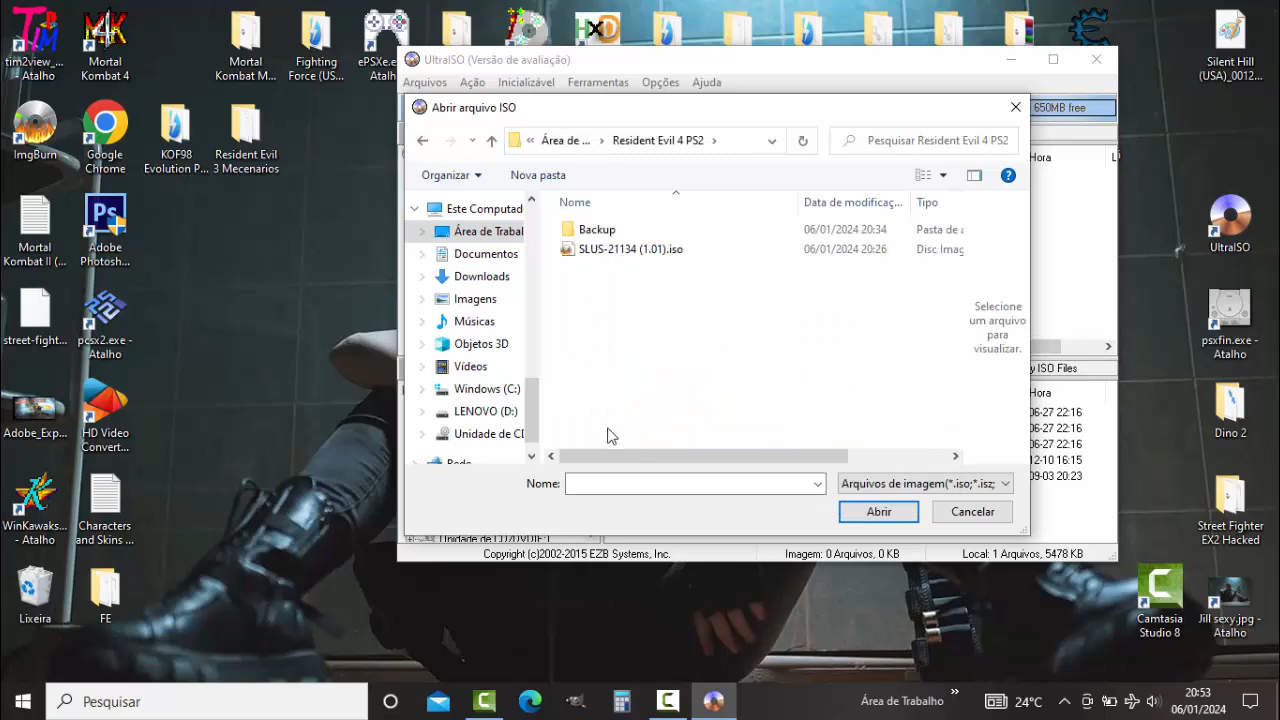 tim2view_...
- Atalho
Mortal
Kombat 4
Mortal
Kombat M...
Fighting
Force (US...
ePSXe.e
Atalh
HXD
Silent Hill
(USA)_0012...
UltraISO (Versão de avaliação)
Arquivos Ação Inicializável Ferramentas Opções Ajuda
650MB free
Abrir arquivo ISO
Área de ... Resident Evil 4 PS2
Pesquisar Resident Evil 4 PS2
Organizar Nova pasta
Hora
Nome Data de modificaç... Tipo
Backup 06/01/2024 20:34 Pasta de a
SLUS-21134 (1.01).iso 06/01/2024 20:26 Disc Imag
Selecione
um arquivo
para
visualizar.
Este Computad
Área de Trabal
Documentos
Downloads
Imagens
Músicas
Objetos 3D
Vídeos
Windows (C:)
LENOVO (D:)
Unidade de CD
Rede
Nome:
Arquivos de imagem(*.iso;*.isz;
Abrir Cancelar
y ISO Files
Hora
06-27 22:16
06-27 22:16
06-27 22:16
12-10 16:15
09-03 20:23
Unidade de CD/DVD(E:)
Copyright (c)2002-2015 EZB Systems, Inc.
Imagem: 0 Arquivos, 0 KB
Local: 1 Arquivos, 5478 KB
ImgBurn
Google
Chrome
KOF98
Evolution P...
Resident Evil
3 Mecenarios
Mortal
Kombat II (...
Adobe
Photosh...
UltraISO
street-fight...
pcsx2.exe -
Atalho
psxfin.exe -
Atalho
Adobe_Exp...
HD Video
Convert...
Dino 2
WinKawaks...
- Atalho
Characters
and Skins ...
Street Fighter
EX2 Hacked
Lixeira
FE
Camtasia
Studio 8
Jill sexy.jpg -
Atalho
Pesquisar
Área de Trabalho
24°C
20:53
06/01/2024